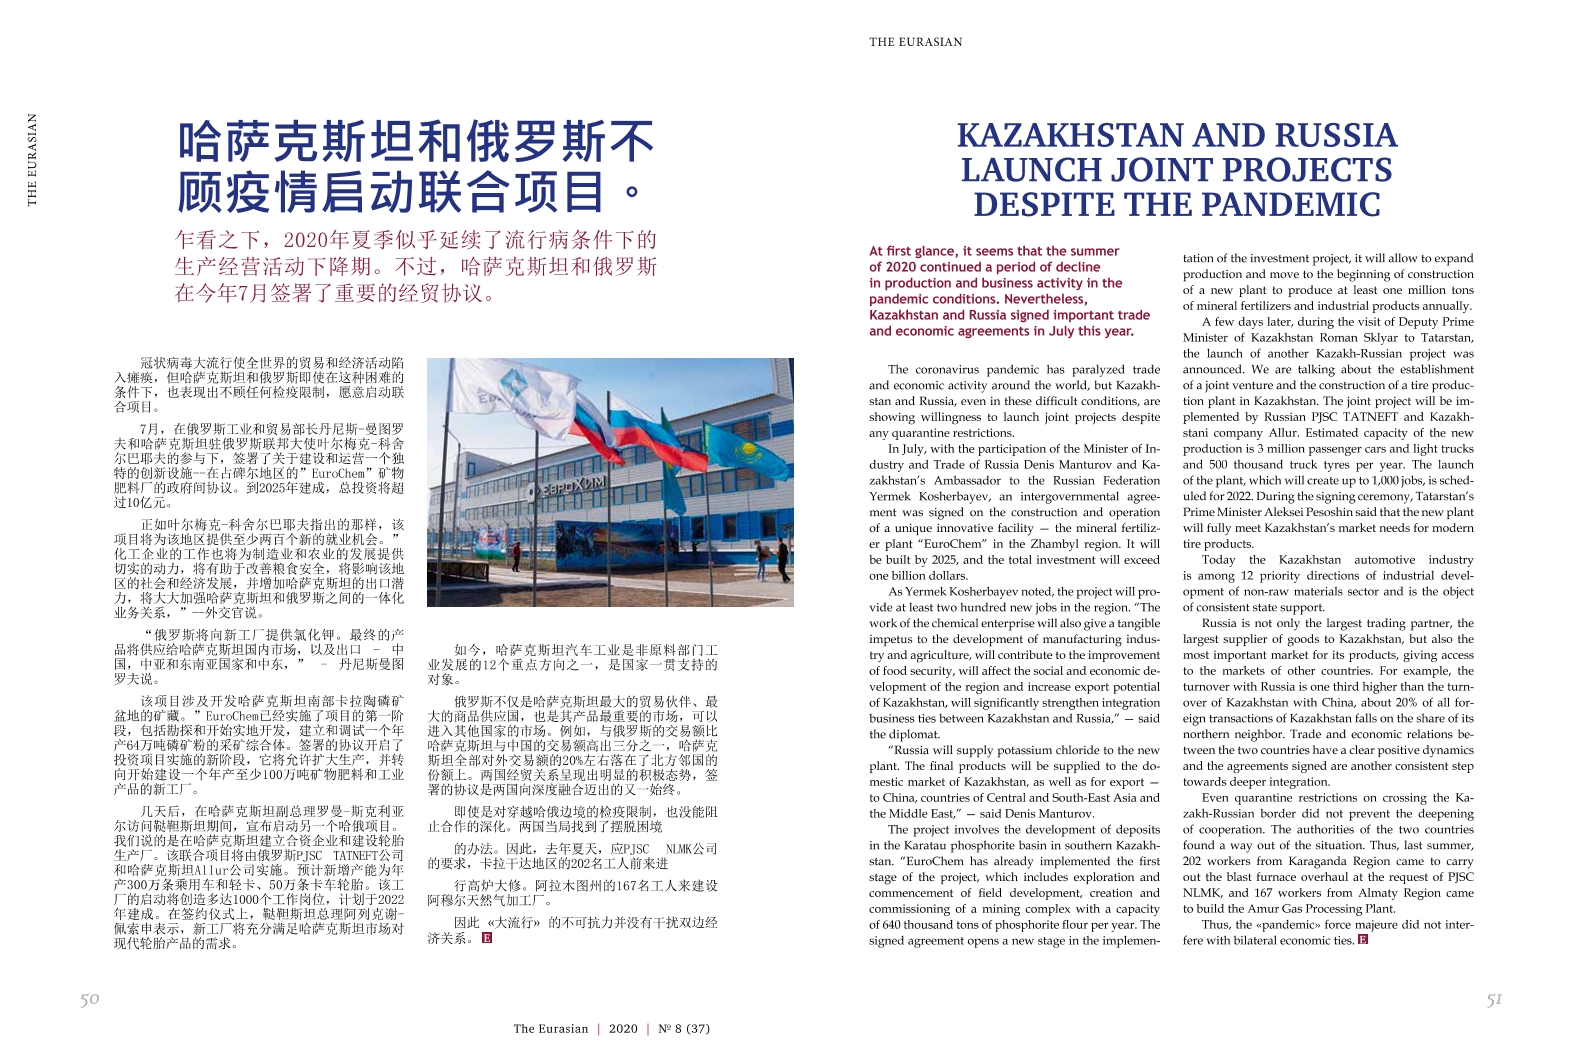 THE EURASIAN
哈萨克斯坦和俄罗斯不
顾疫情启动联合项目。
乍看之下，2020年夏季似乎延续了流行病条件下的
生产经营活动下降期。不过，哈萨克斯坦和俄罗斯
在今年7月签署了重要的经贸协议。
冠状病毒大流行使全世界的贸易和经济活动陷
入瘫痪，但哈萨克斯坦和俄罗斯即使在这种困难的
条件下，也表现出不顾任何检疫限制，愿意启动联
合项目。
7月，在俄罗斯工业和贸易部长丹尼斯-曼图罗
夫和哈萨克斯坦驻俄罗斯联邦大使叶尔梅克-科舍
尔巴耶夫的参与下，签署了关于建设和运营一个独
特的创新设施--在占碑尔地区的”EuroChem”矿物
肥料厂的政府间协议。到2025年建成，总投资将超
过10亿元。
正如叶尔梅克-科舍尔巴耶夫指出的那样，该
项目将为该地区提供至少两百个新的就业机会。”
化工企业的工作也将为制造业和农业的发展提供
切实的动力，将有助于改善粮食安全，将影响该地
区的社会和经济发展，并增加哈萨克斯坦的出口潜
力，将大大加强哈萨克斯坦和俄罗斯之间的一体化
业务关系，”一外交官说。
“俄罗斯将向新工厂提供氯化钾。最终的产
品将供应给哈萨克斯坦国内市场，以及出口 - 中
国，中亚和东南亚国家和中东，” - 丹尼斯曼图
罗夫说。
该项目涉及开发哈萨克斯坦南部卡拉陶磷矿
盆地的矿藏。”EuroChem已经实施了项目的第一阶
段，包括勘探和开始实地开发，建立和调试一个年
产64万吨磷矿粉的采矿综合体。签署的协议开启了
投资项目实施的新阶段，它将允许扩大生产，并转
向开始建设一个年产至少100万吨矿物肥料和工业
产品的新工厂。
几天后，在哈萨克斯坦副总理罗曼-斯克利亚
尔访问鞑靼斯坦期间，宣布启动另一个哈俄项目。
我们说的是在哈萨克斯坦建立合资企业和建设轮胎
生产厂。该联合项目将由俄罗斯PJSC TATNEFT公司
和哈萨克斯坦Allur公司实施。预计新增产能为年
产300万条乘用车和轻卡、50万条卡车轮胎。该工
厂的启动将创造多达1000个工作岗位，计划于2022
年建成。在签约仪式上，鞑靼斯坦总理阿列克谢-
佩索申表示，新工厂将充分满足哈萨克斯坦市场对
现代轮胎产品的需求。
ЕВРОХИМ
如今，哈萨克斯坦汽车工业是非原料部门工
业发展的12个重点方向之一，是国家一贯支持的
对象。
俄罗斯不仅是哈萨克斯坦最大的贸易伙伴、最
大的商品供应国，也是其产品最重要的市场，可以
进入其他国家的市场。例如，与俄罗斯的交易额比
哈萨克斯坦与中国的交易额高出三分之一，哈萨克
斯坦全部对外交易额的20%左右落在了北方邻国的
份额上。两国经贸关系呈现出明显的积极态势，签
署的协议是两国向深度融合迈出的又一始终。
即使是对穿越哈俄边境的检疫限制，也没能阻
止合作的深化。两国当局找到了摆脱困境
的办法。因此，去年夏天，应PJSC NLMK公司
的要求，卡拉干达地区的202名工人前来进
行高炉大修。阿拉木图州的167名工人来建设
阿穆尔天然气加工厂。
因此 «大流行» 的不可抗力并没有干扰双边经
济关系。E
50
The Eurasian | 2020 | № 8 (37)
THE EURASIAN
KAZAKHSTAN AND RUSSIA
LAUNCH JOINT PROJECTS
DESPITE THE PANDEMIC
At first glance, it seems that the summer
of 2020 continued a period of decline
in production and business activity in the
pandemic conditions. Nevertheless,
Kazakhstan and Russia signed important trade
and economic agreements in July this year.
The coronavirus pandemic has paralyzed trade
and economic activity around the world, but Kazakh-
stan and Russia, even in these difficult conditions, are
showing willingness to launch joint projects despite
any quarantine restrictions.
In July, with the participation of the Minister of In-
dustry and Trade of Russia Denis Manturov and Ka-
zakhstan's Ambassador to the Russian Federation
Yermek Kosherbayev, an intergovernmental agree-
ment was signed on the construction and operation
of a unique innovative facility — the mineral fertiliz-
er plant “EuroChem” in the Zhambyl region. It will
be built by 2025, and the total investment will exceed
one billion dollars.
As Yermek Kosherbayev noted, the project will pro-
vide at least two hundred new jobs in the region. “The
work of the chemical enterprise will also give a tangible
impetus to the development of manufacturing indus-
try and agriculture, will contribute to the improvement
of food security, will affect the social and economic de-
velopment of the region and increase export potential
of Kazakhstan, will significantly strengthen integration
business ties between Kazakhstan and Russia,” — said
the diplomat.
“Russia will supply potassium chloride to the new
plant. The final products will be supplied to the do-
mestic market of Kazakhstan, as well as for export —
to China, countries of Central and South-East Asia and
the Middle East,” — said Denis Manturov.
The project involves the development of deposits
in the Karatau phosphorite basin in southern Kazakh-
stan. “EuroChem has already implemented the first
stage of the project, which includes exploration and
commencement of field development, creation and
commissioning of a mining complex with a capacity
of 640 thousand tons of phosphorite flour per year. The
signed agreement opens a new stage in the implemen-
tation of the investment project, it will allow to expand
production and move to the beginning of construction
of a new plant to produce at least one million tons
of mineral fertilizers and industrial products annually.
A few days later, during the visit of Deputy Prime
Minister of Kazakhstan Roman Sklyar to Tatarstan,
the launch of another Kazakh-Russian project was
announced. We are talking about the establishment
of a joint venture and the construction of a tire produc-
tion plant in Kazakhstan. The joint project will be im-
plemented by Russian PJSC TATNEFT and Kazakh-
stani company Allur. Estimated capacity of the new
production is 3 million passenger cars and light trucks
and 500 thousand truck tyres per year. The launch
of the plant, which will create up to 1,000 jobs, is sched-
uled for 2022. During the signing ceremony, Tatarstan's
Prime Minister Aleksei Pesoshin said that the new plant
will fully meet Kazakhstan's market needs for modern
tire products.
Today the Kazakhstan automotive industry
is among 12 priority directions of industrial devel-
opment of non-raw materials sector and is the object
of consistent state support.
Russia is not only the largest trading partner, the
largest supplier of goods to Kazakhstan, but also the
most important market for its products, giving access
to the markets of other countries. For example, the
turnover with Russia is one third higher than the turn-
over of Kazakhstan with China, about 20% of all for-
eign transactions of Kazakhstan falls on the share of its
northern neighbor. Trade and economic relations be-
tween the two countries have a clear positive dynamics
and the agreements signed are another consistent step
towards deeper integration.
Even quarantine restrictions on crossing the Ka-
zakh-Russian border did not prevent the deepening
of cooperation. The authorities of the two countries
found a way out of the situation. Thus, last summer,
202 workers from Karaganda Region came to carry
out the blast furnace overhaul at the request of PJSC
NLMK, and 167 workers from Almaty Region came
to build the Amur Gas Processing Plant.
Thus, the «pandemic» force majeure did not inter-
fere with bilateral economic ties. E
51